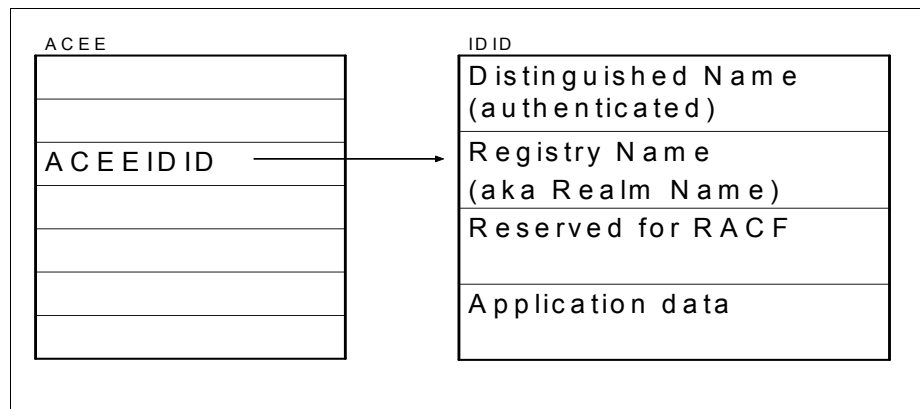 ACEE
IDID
Distinguished Name
(authenticated)
ACEEIDID
Registry Name
(aka Realm Name)
Reserved for RACF
Application data